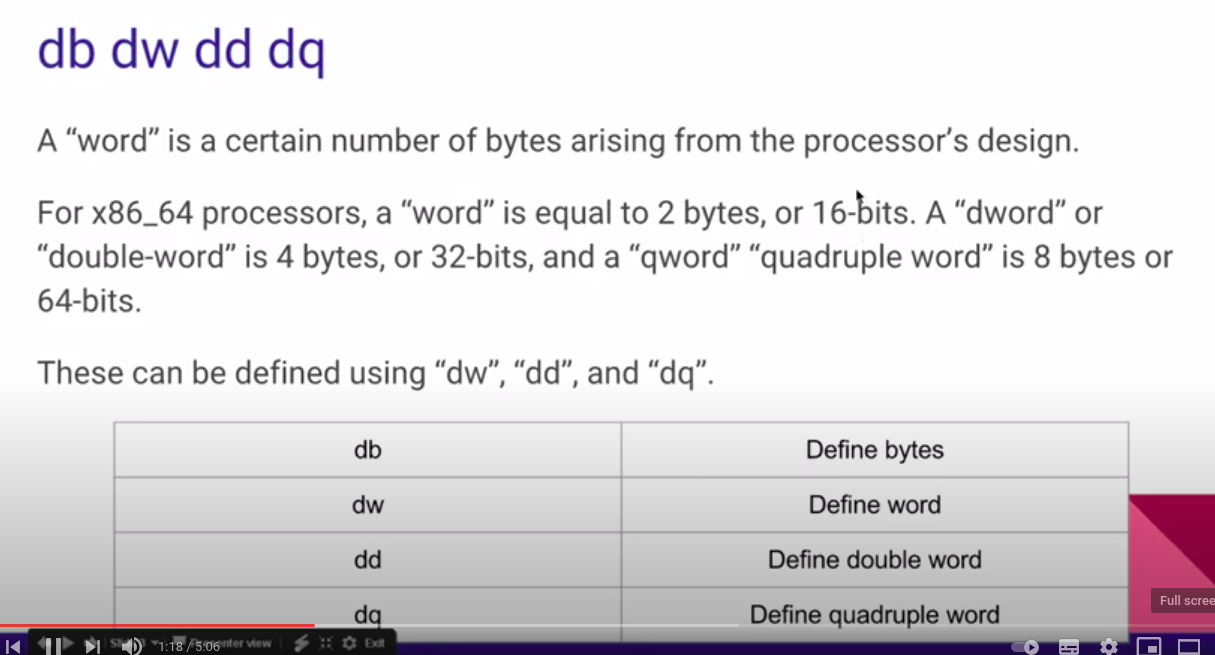 db dw dd dq
A “word” is a certain number of bytes arising from the processor’s design.
For x86_64 processors, a “word” is equal to 2 bytes, or 16-bits. A “dword” or
“double-word” is 4 bytes, or 32-bits, and a “qword” “quadruple word” is 8 bytes or
64-bits.
These can be defined using “dw”, “dd”, and “dq”.
db Define bytes
dw Define word
dd Define double word
dq Define quadruple word
Full scree
1:18 / 5:06 Presenter view Exit